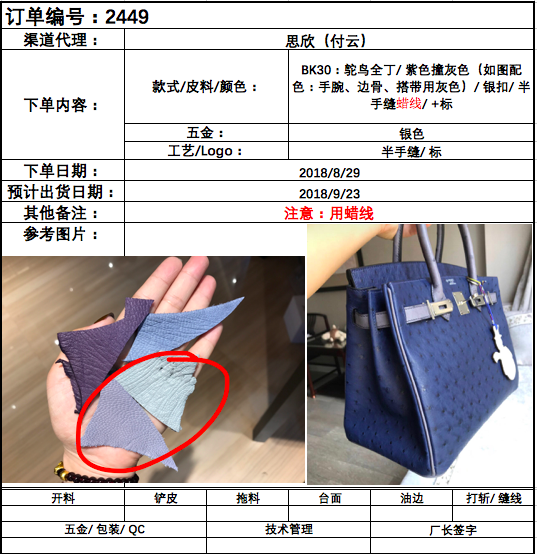 订单编号：2449
渠道代理： 思欣（付云）
下单内容：
款式/皮料/颜色：
BK30：鸵鸟全丁/ 紫色撞灰色（如图配
色：手腕、边骨、搭带用灰色）/ 银扣/ 半
手缝蜡线/ +标
五金： 银色
工艺/Logo： 半手缝/ 标
下单日期： 2018/8/29
预计出货日期： 2018/9/23
其他备注： 注意：用蜡线
参考图片：
开料 铲皮 拖料 台面 油边 打斩/ 缝线
五金/ 包装/ QC 技术管理 厂长签字